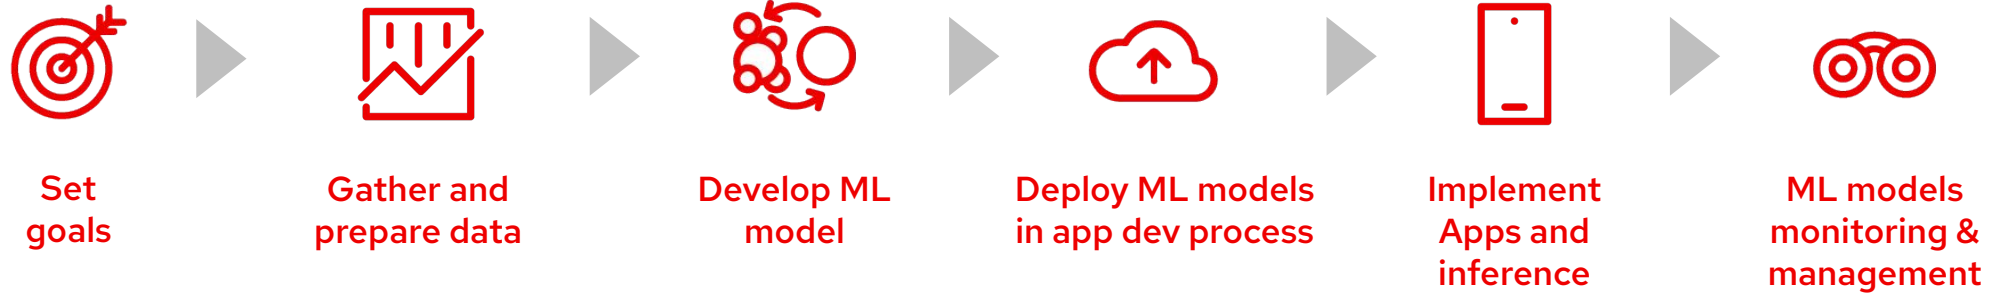 Set
goals
Gather and
prepare data
Develop ML
model
Deploy ML models
in app dev process
Implement
Apps and
inference
ML models
monitoring &
management